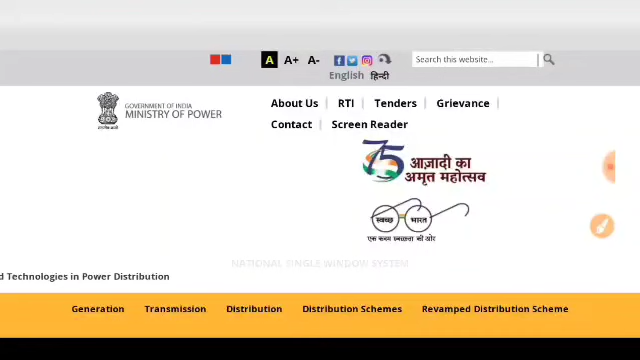 A A+ A- Search this website...
English हिन्दी
GOVERNMENT OF INDIA
MINISTRY OF POWER
About Us RTI Tenders Grievance
Contact Screen Reader
75 आज़ादी का
अमृत महोत्सव
स्वच्छ भारत
एक कदम स्वच्छता की ओर
NATIONAL SINGLE WINDOW SYSTEM
d Technologies in Power Distribution
Generation Transmission Distribution Distribution Schemes Revamped Distribution Scheme